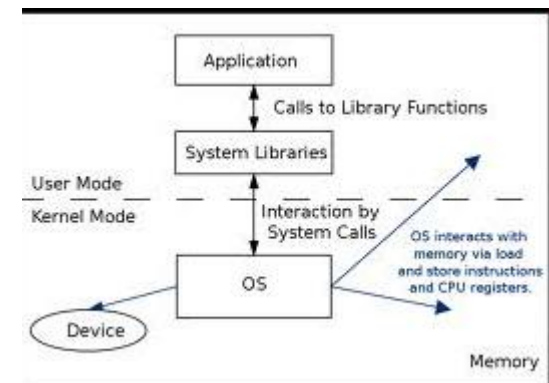 Application
Calls to Library Functions
System Libraries
User Mode
Kernel Mode
Interaction by
System Calls
OS interacts with
memory via load
and store instructions
and CPU registers.
OS
Device
Memory